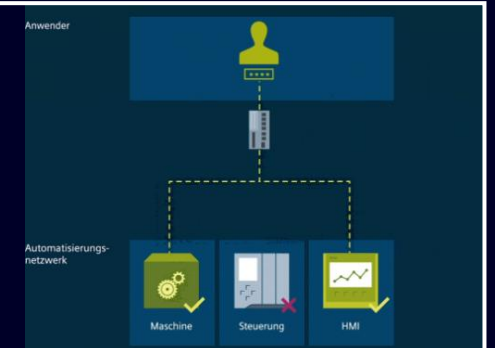 Anwender
****
Automatisierungs-
netzwerk
Maschine
Steuerung
HMI